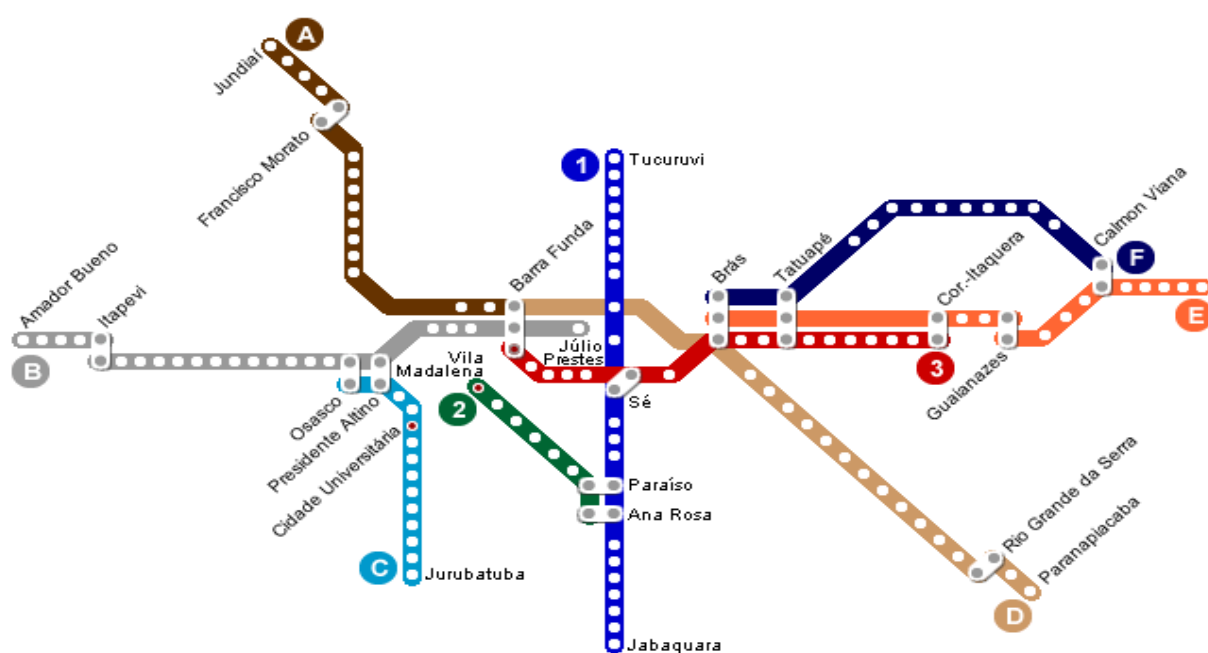 A
Jundiaí
Francisco Morato
1
Tucuruvi
Amador Bueno
Itapevi
B
Barra Funda
Brás
Tatuapé
Cor.-Itaquera
Calmon Viana
F
E
Júlio
Prestes
Vila
Madalena
2
3
Guaianazes
Sé
Osasco
Presidente Altino
Cidade Universitária
C
Jurubatuba
Paraíso
Ana Rosa
Rio Grande da Serra
Paranapiacaba
D
Jabaquara